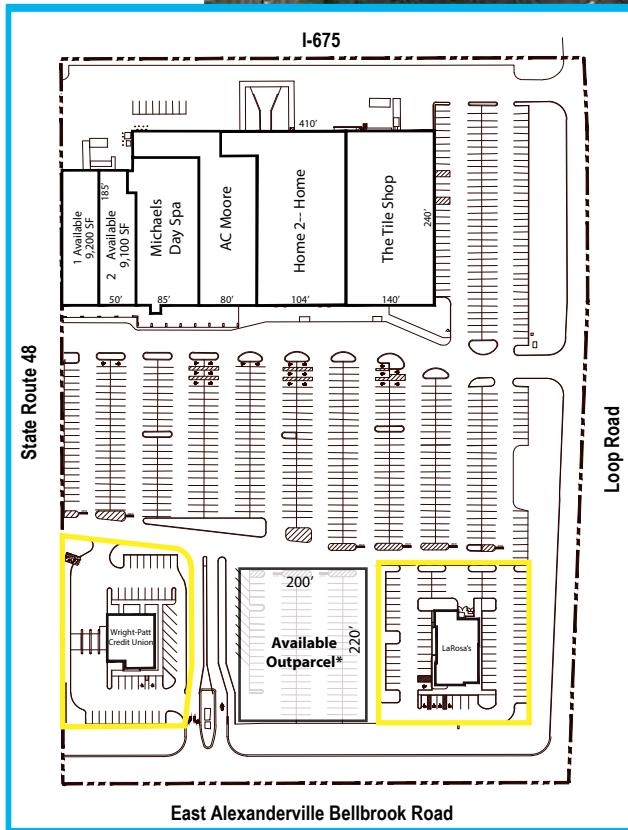 I-675
410'
1 Available
9,200 SF
185'
2 Available
9,100 SF
Michaels
Day Spa
AC Moore
Home 2-- Home
The Tile Shop
240'
50'
85'
80'
104'
140'
State Route 48
Loop Road
Wright-Patt
Credit Union
200'
220'
Available
Outparcel*
LaRosa's
East Alexanderville Bellbrook Road